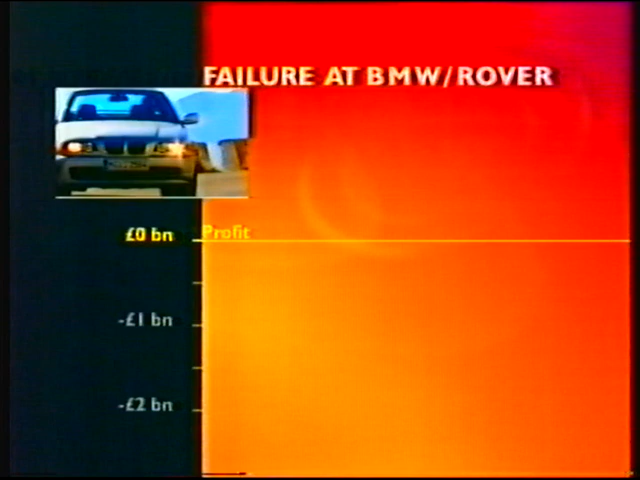 FAILURE AT BMW/ROVER
£0 bn Profit
-£1 bn
-£2 bn